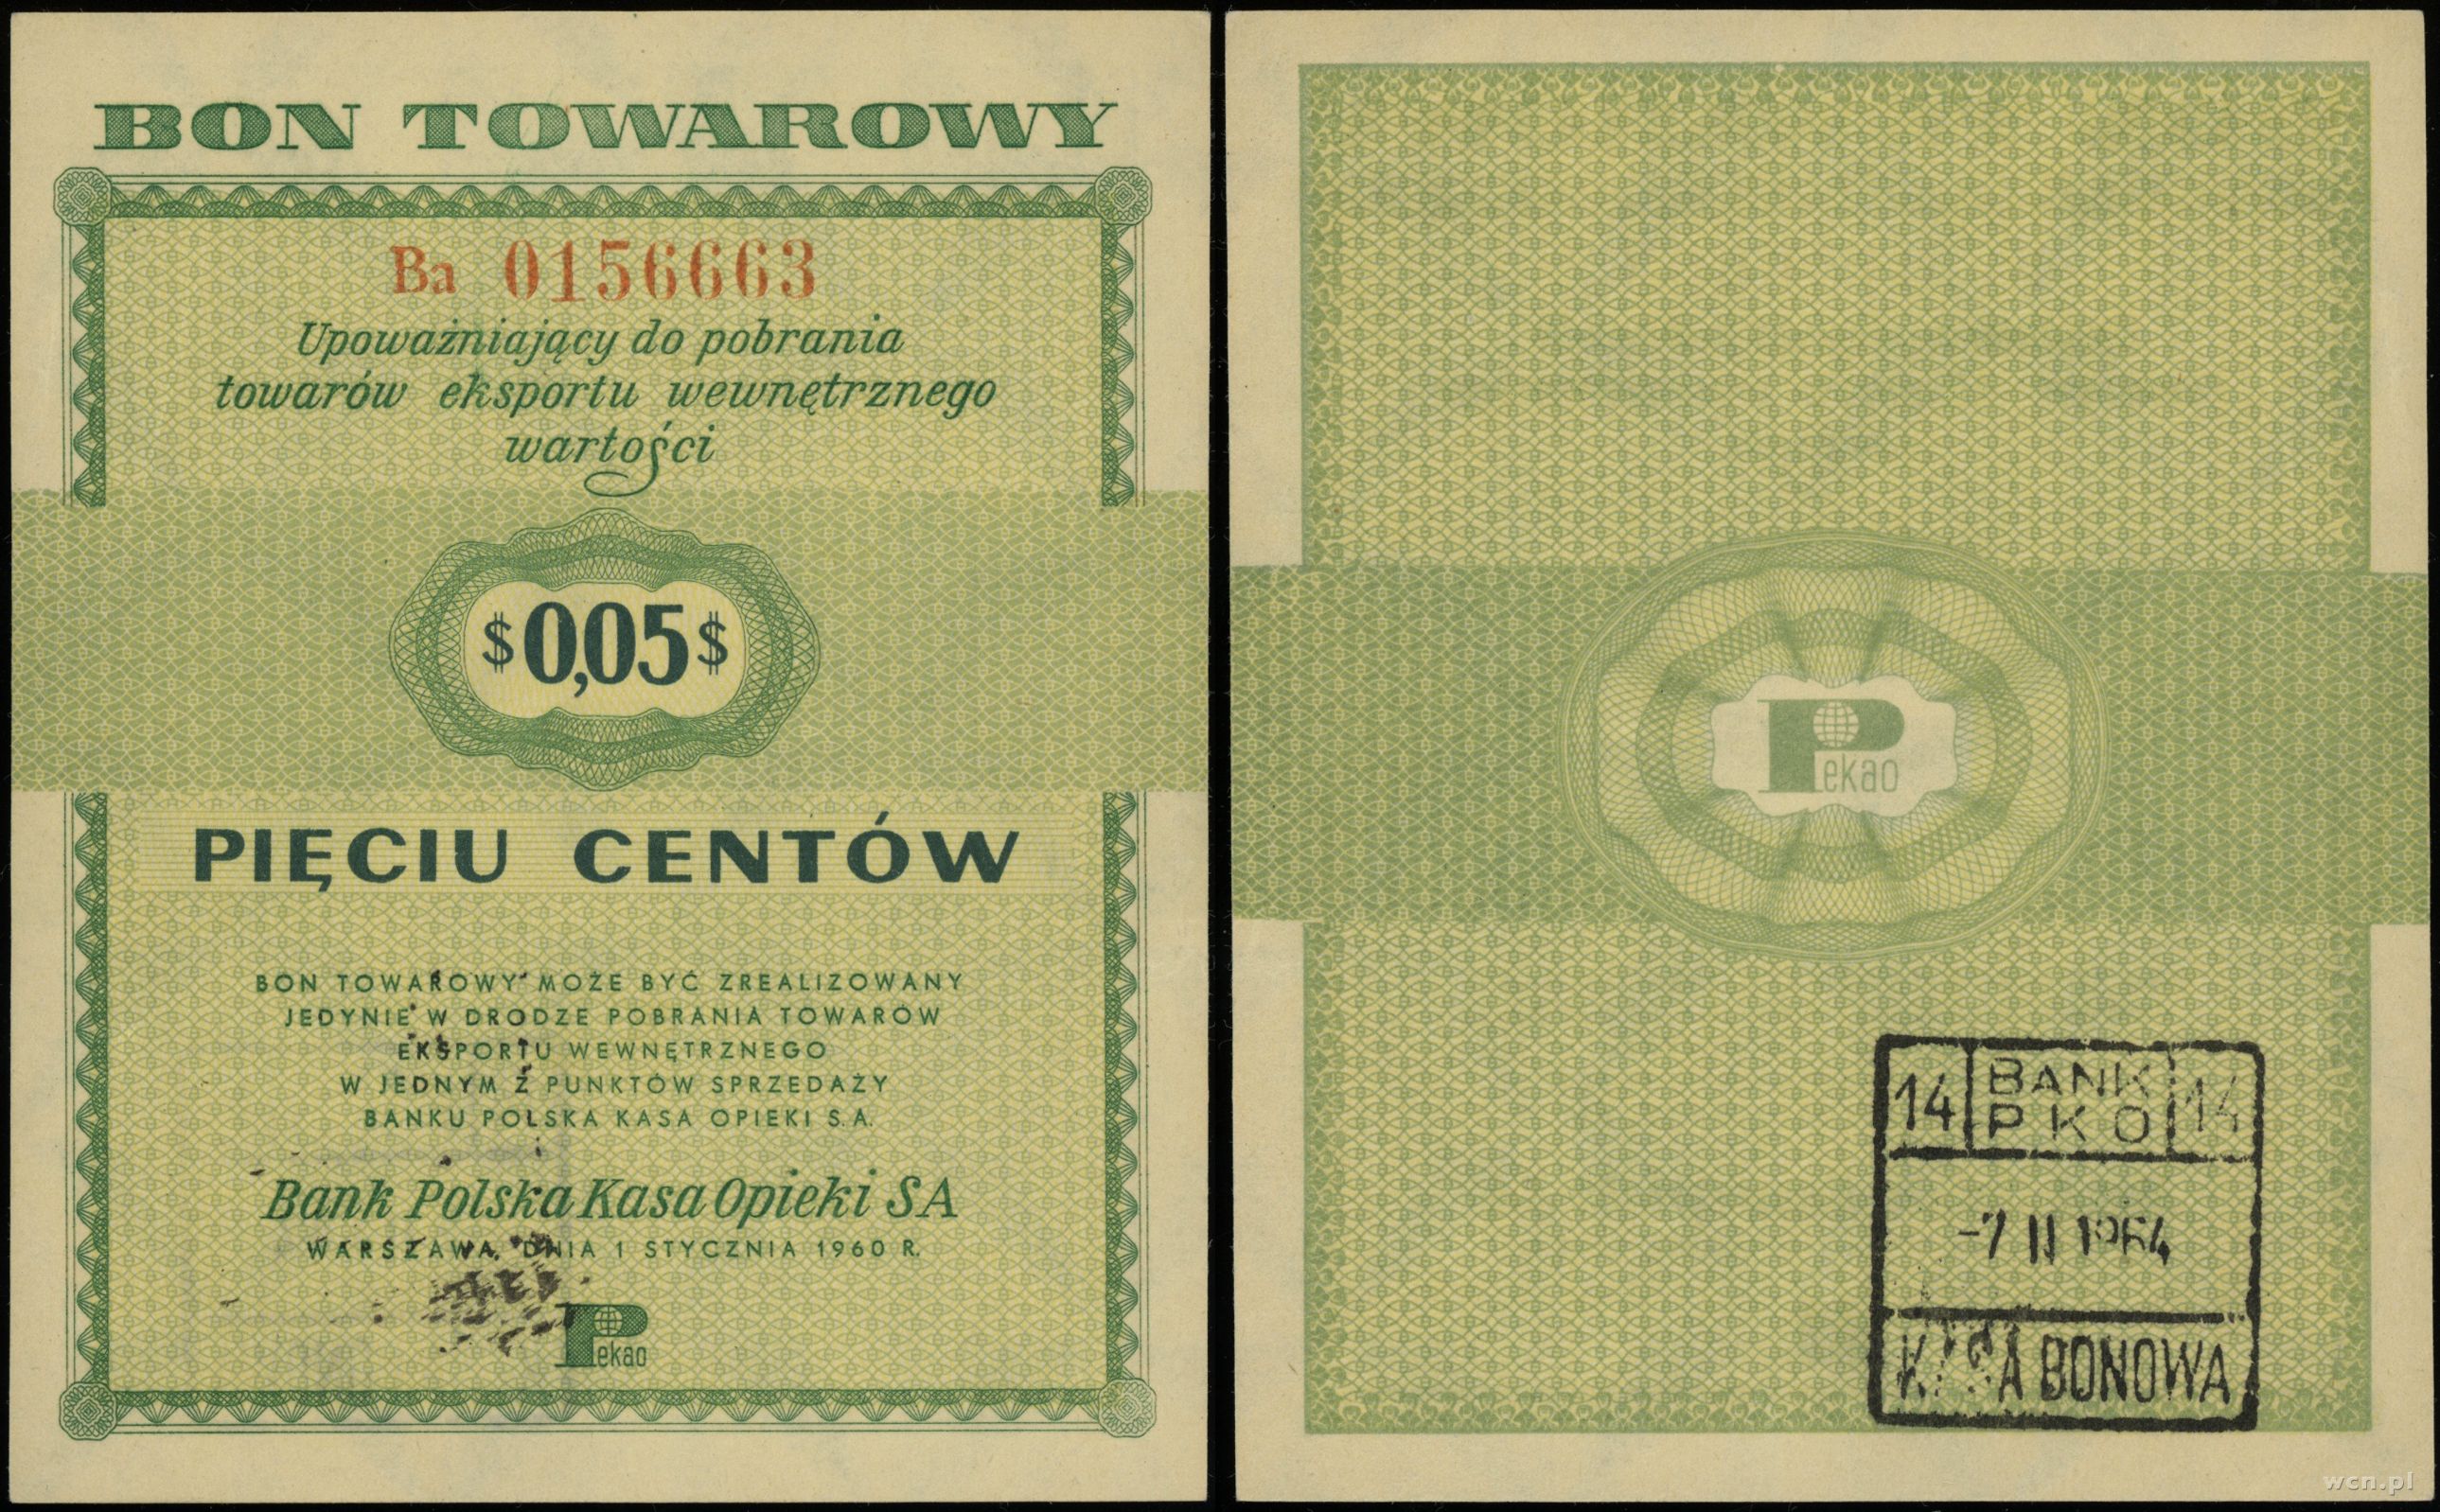 BON TOWAROWY
Ba 0156663
Upoważniający do pobrania
towarów eksportu wewnętrznego
wartości
$0,05$
PIĘCIU CENTÓW
BON TOWAROWY MOŻE BYĆ ZREALIZOWANY
JEDYNIE W DRODZE POBRANIA TOWARÓW
EKSPORTU WEWNĘTRZNEGO
W JEDNYM Z PUNKTÓW SPRZEDAŻY
BANKU POLSKA KASA OPIEKI S.A.
Bank Polska Kasa Opieki SA
WARSZAWA, DNIA 1 STYCZNIA 1960 R.
Pekao
Pekao
14 BANK 14
PKO
-7 II 1964
KASA BONOWA
wcn.pl